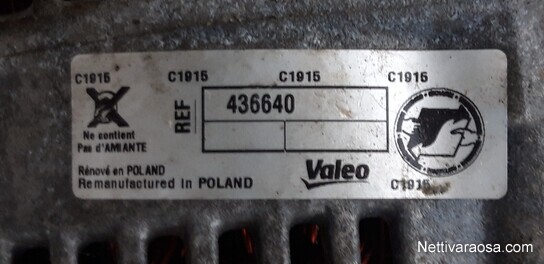 C1915 C1915 C1915 C1915
REF 436640
Ne contient
Pas d'AMIANTE
Rénové en POLAND
Remanufactured in POLAND
Valeo
C1915
Nettivaraosa.com